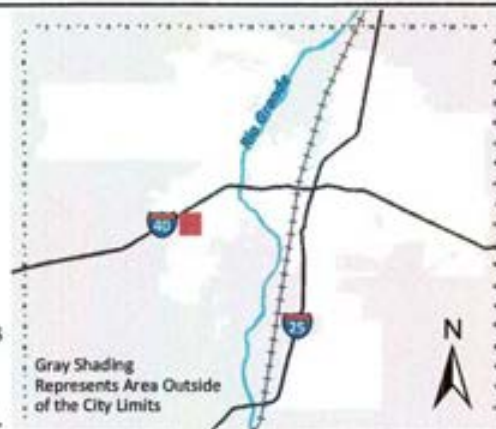 Rio Grande
40
25
N
Gray Shading
Represents Area Outside
of the City Limits